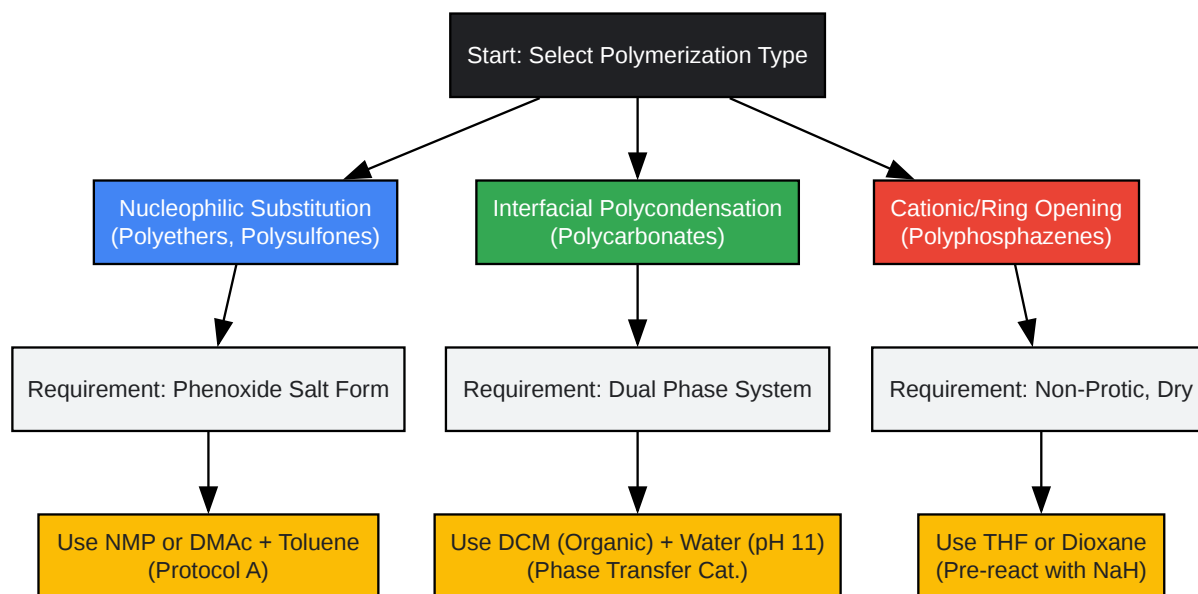 Start: Select Polymerization Type
Nucleophilic Substitution
(Polyethers, Polysulfones)
Interfacial Polycondensation
(Polycarbonates)
Cationic/Ring Opening
(Polyphosphazenes)
Requirement: Phenoxide Salt Form
Requirement: Dual Phase System
Requirement: Non-Protic, Dry
Use NMP or DMAc + Toluene
(Protocol A)
Use DCM (Organic) + Water (pH 11)
(Phase Transfer Cat.)
Use THF or Dioxane
(Pre-react with NaH)